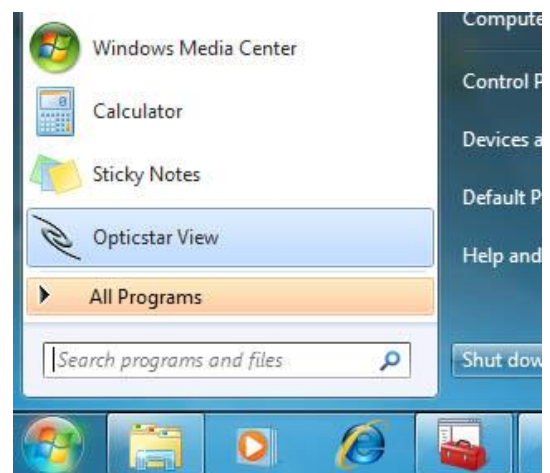 Windows Media Center
Calculator
Sticky Notes
Opticstar View
All Programs
Search programs and files
Compute
Control P
Devices a
Default P
Help and
Shut dow